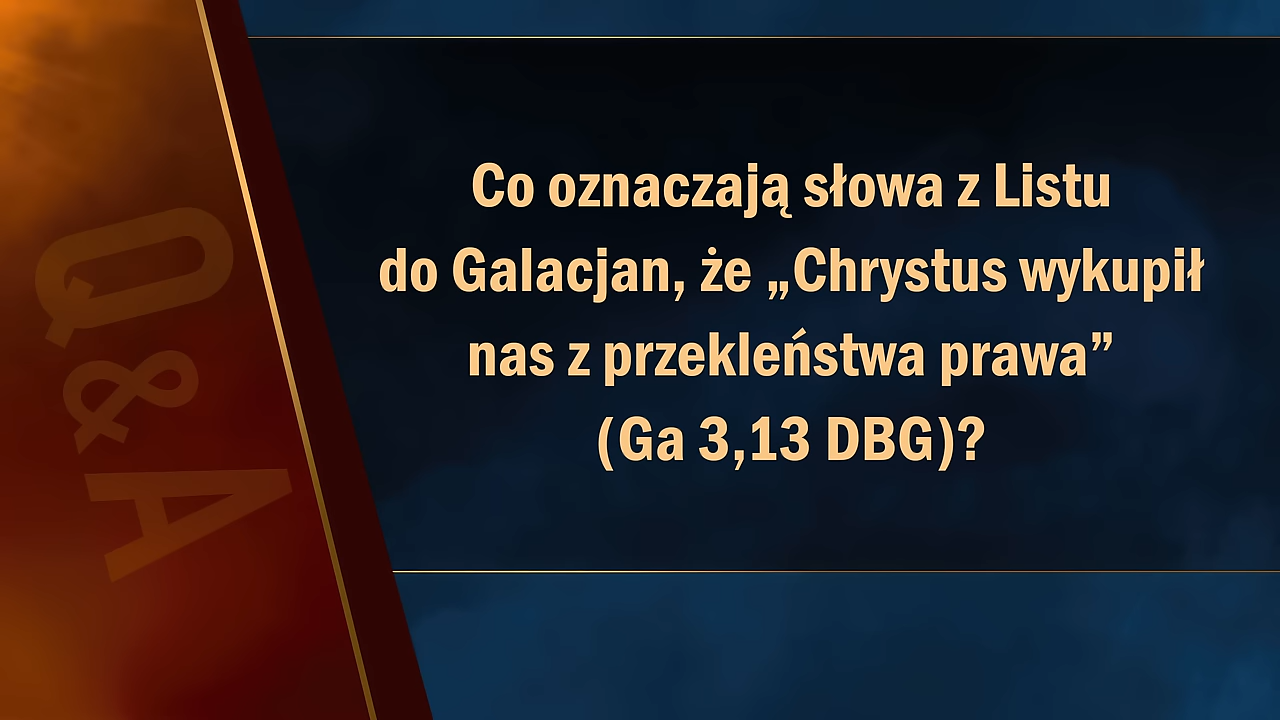 Co oznaczają słowa z Listu
do Galacjan, że „Chrystus wykupił
nas z przekleństwa prawa”
(Ga 3,13 DBG)?
Q & A